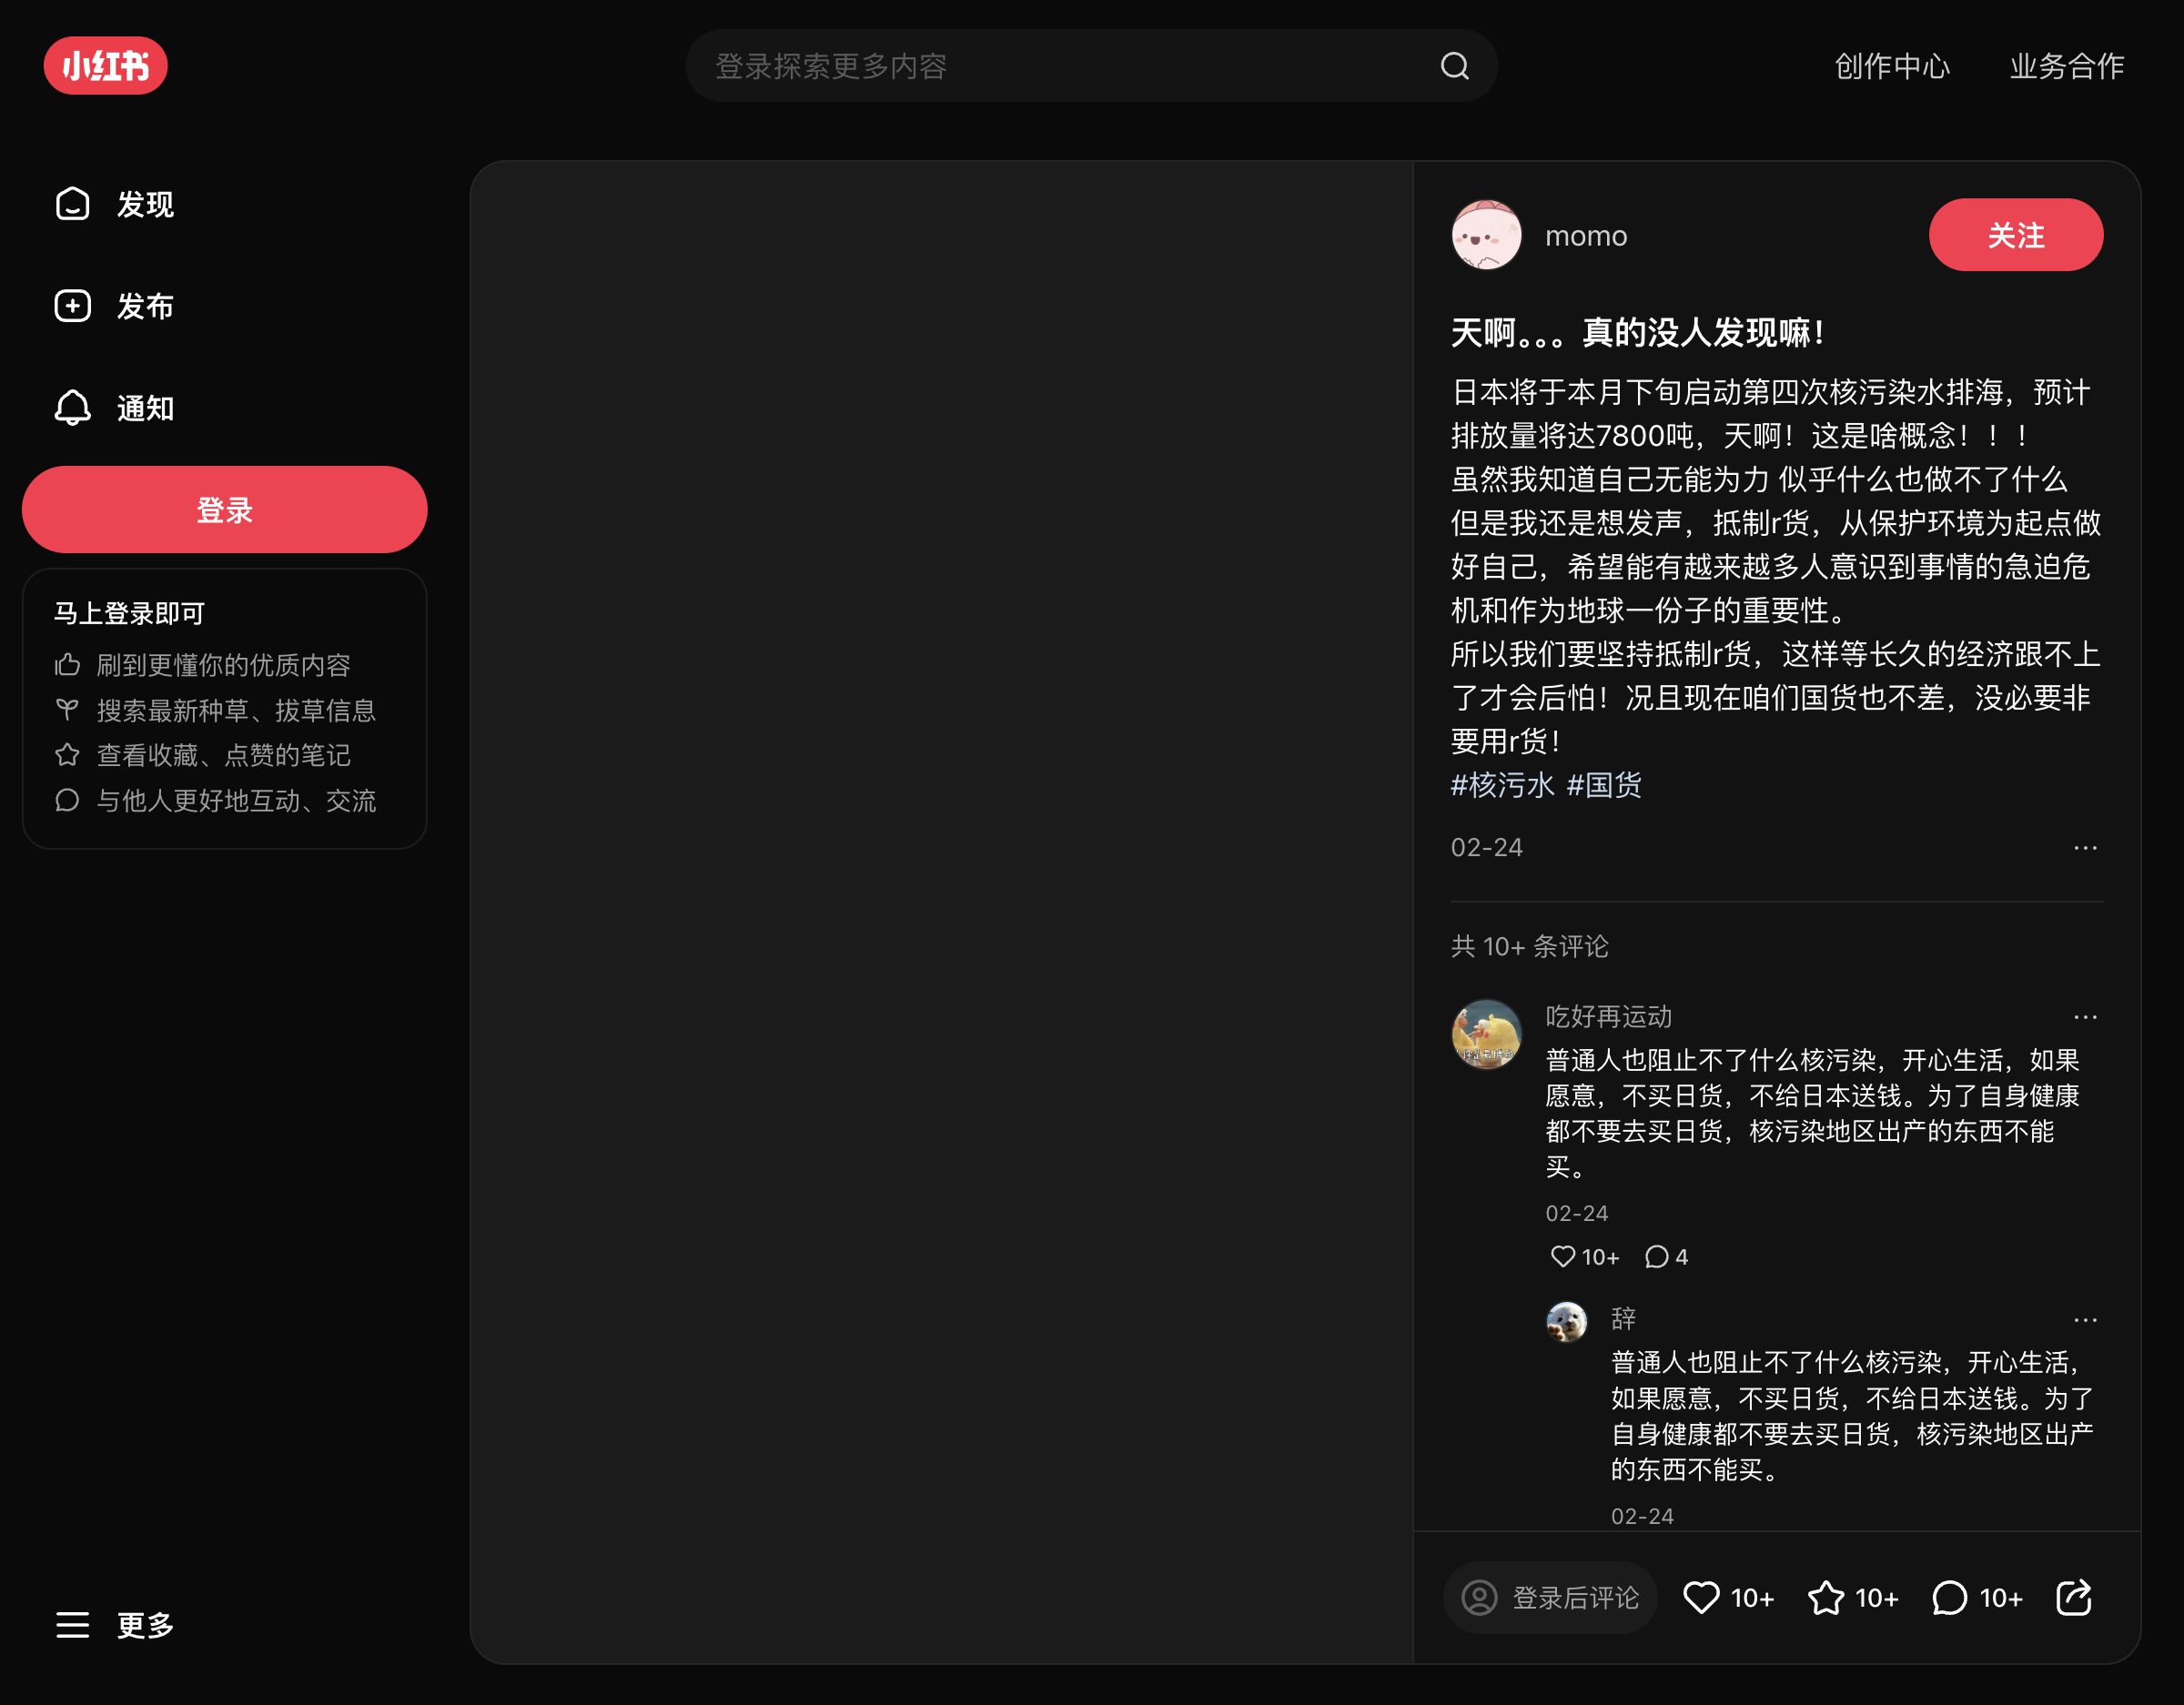 小红书
登录探索更多内容
创作中心
业务合作
发现
发布
通知
登录
马上登录即可
刷到更懂你的优质内容
搜索最新种草、拔草信息
查看收藏、点赞的笔记
与他人更好地互动、交流
更多
momo
关注
天啊。。。真的没人发现嘛！
日本将于本月下旬启动第四次核污染水排海，预计
排放量将达7800吨，天啊！这是啥概念！！！
虽然我知道自己无能为力 似乎什么也做不了什么
但是我还是想发声，抵制r货，从保护环境为起点做
好自己，希望能有越来越多人意识到事情的急迫危
机和作为地球一份子的重要性。
所以我们要坚持抵制r货，这样等长久的经济跟不上
了才会后怕！况且现在咱们国货也不差，没必要非
要用r货！
#核污水 #国货
02-24
共 10+ 条评论
吃好再运动
普通人也阻止不了什么核污染，开心生活，如果
愿意，不买日货，不给日本送钱。为了自身健康
都不要去买日货，核污染地区出产的东西不能
买。
02-24
10+
4
辞
普通人也阻止不了什么核污染，开心生活，
如果愿意，不买日货，不给日本送钱。为了
自身健康都不要去买日货，核污染地区出产
的东西不能买。
02-24
登录后评论
10+
10+
10+